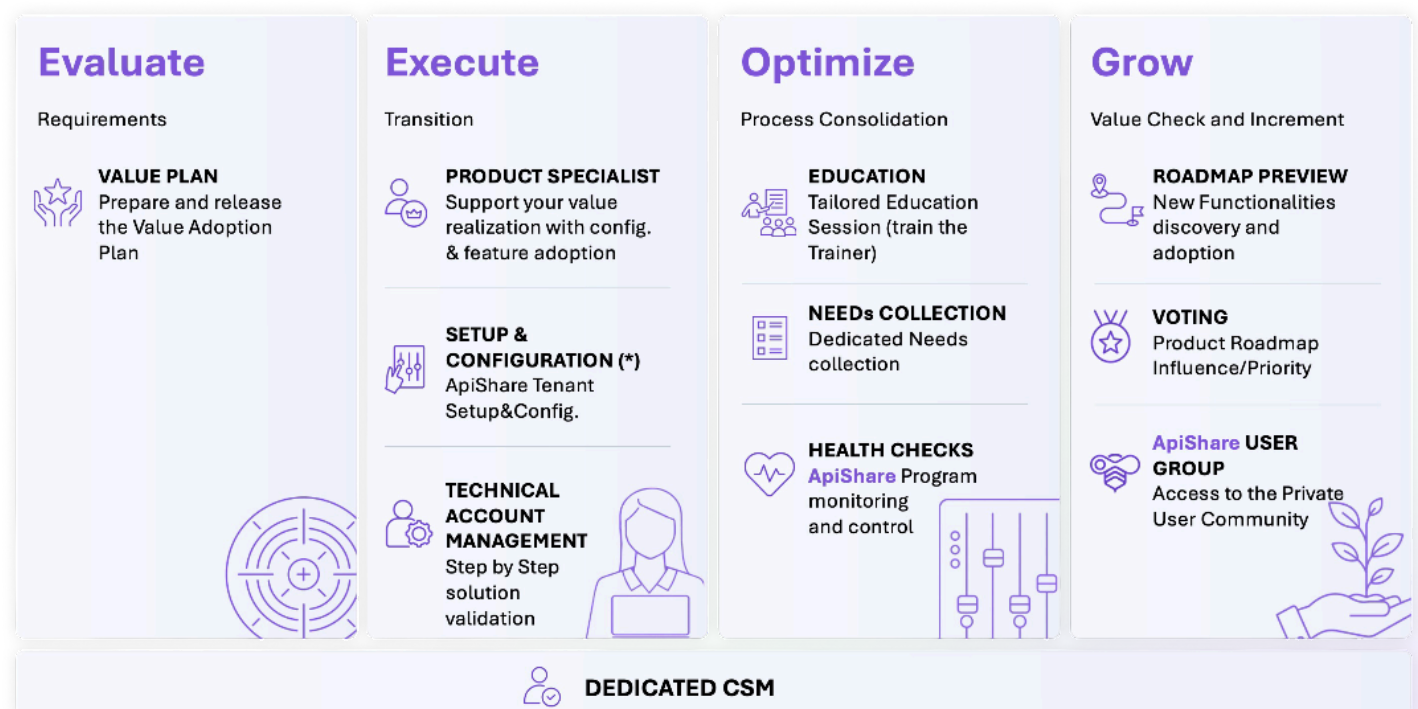 Evaluate
Requirements
VALUE PLAN
Prepare and release
the Value Adoption
Plan
Execute
Transition
PRODUCT SPECIALIST
Support your value
realization with config.
& feature adoption
SETUP &
CONFIGURATION (*)
ApiShare Tenant
Setup&Config.
TECHNICAL
ACCOUNT
MANAGEMENT
Step by Step
solution
validation
Optimize
Process Consolidation
EDUCATION
Tailored Education
Session (train the
Trainer)
NEEDs COLLECTION
Dedicated Needs
collection
HEALTH CHECKS
ApiShare Program
monitoring
and control
Grow
Value Check and Increment
ROADMAP PREVIEW
New Functionalities
discovery and
adoption
VOTING
Product Roadmap
Influence/Priority
ApiShare USER
GROUP
Access to the Private
User Community
DEDICATED CSM